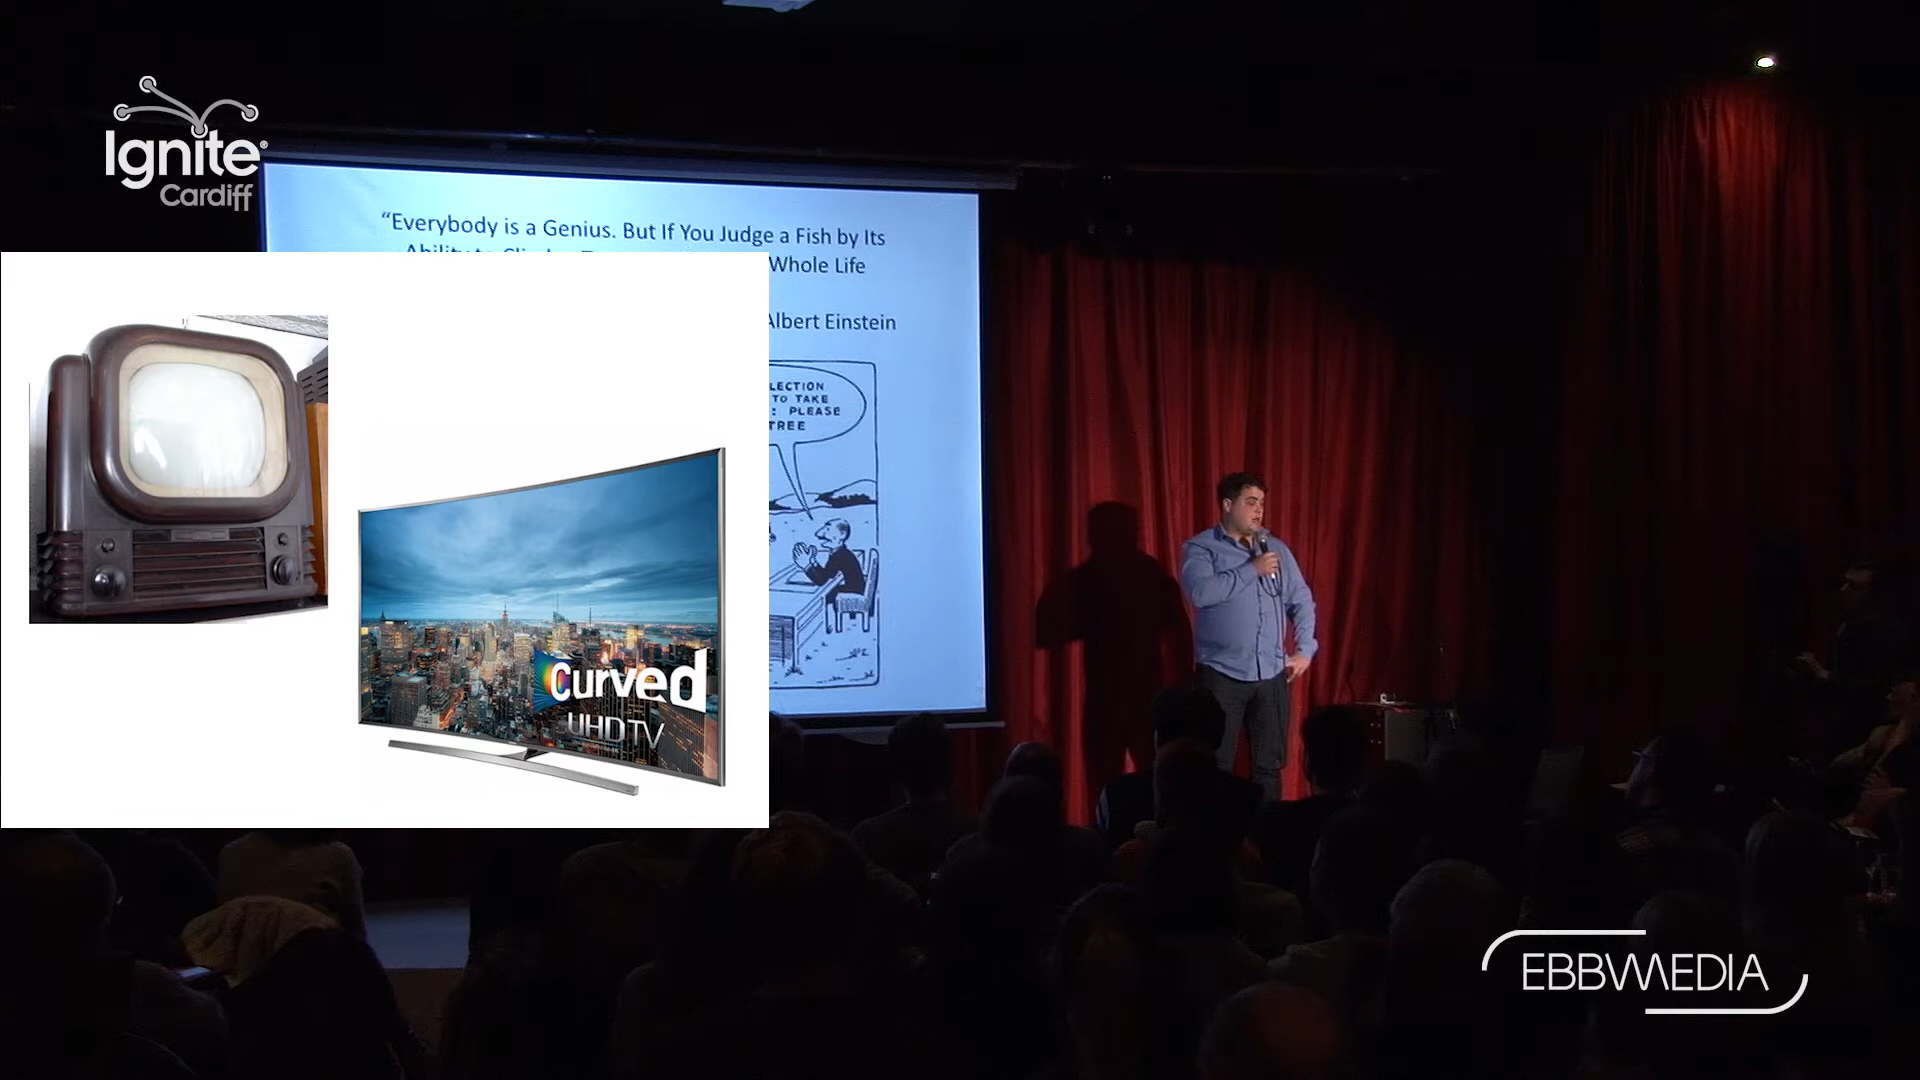 Ignite®
Cardiff
“Everybody is a Genius. But If You Judge a Fish by Its
Whole Life
Albert Einstein
LECTION
TO TAKE
: PLEASE
TREE
Curved
UHD TV
EBBWMEDIA